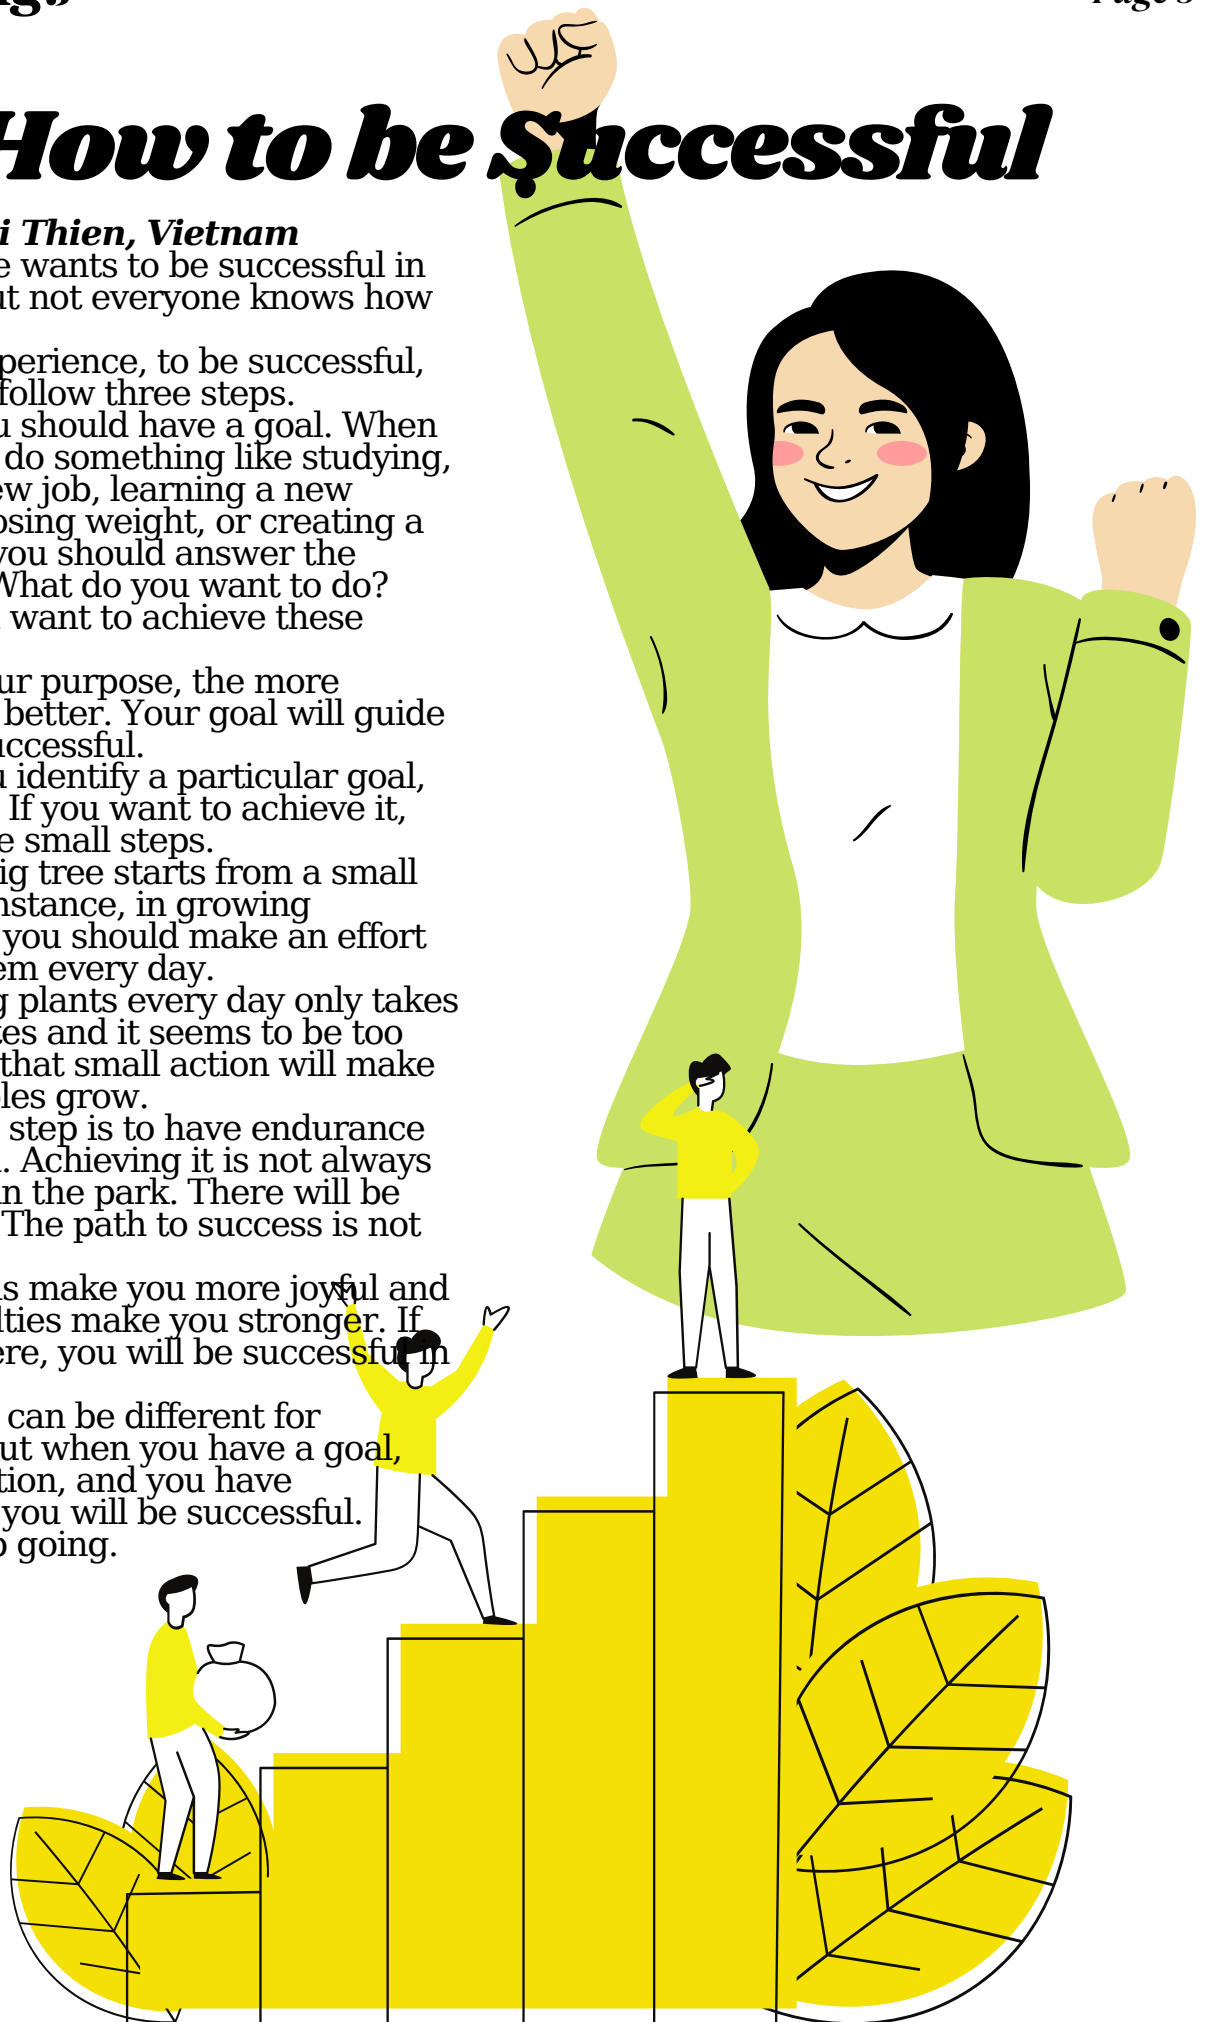 How to be Successful
i Thien, Vietnam
e wants to be successful in
ut not everyone knows how
perience, to be successful,
follow three steps.
u should have a goal. When
do something like studying,
ew job, learning a new
osing weight, or creating a
you should answer the
What do you want to do?
want to achieve these
ur purpose, the more
better. Your goal will guide
uccessful.
u identify a particular goal,
If you want to achieve it,
e small steps.
ig tree starts from a small
nstance, in growing
you should make an effort
em every day.
g plants every day only takes
tes and it seems to be too
that small action will make
les grow.
step is to have endurance
. Achieving it is not always
in the park. There will be
The path to success is not
s make you more joyful and
lties make you stronger. If
ere, you will be successful in
can be different for
ut when you have a goal,
tion, and you have
you will be successful.
p going.